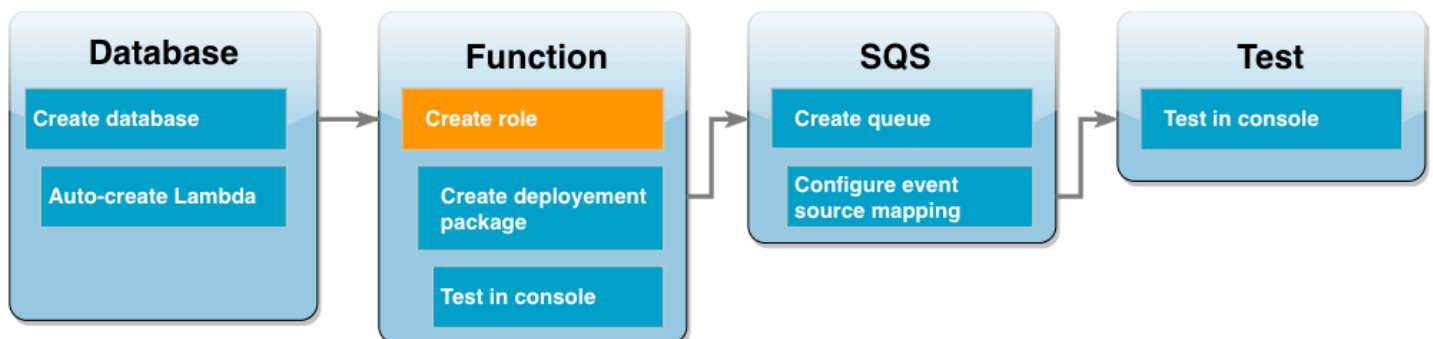 Database
Create database
Auto-create Lambda
Function
Create role
Create deployement
package
Test in console
SQS
Create queue
Configure event
source mapping
Test
Test in console